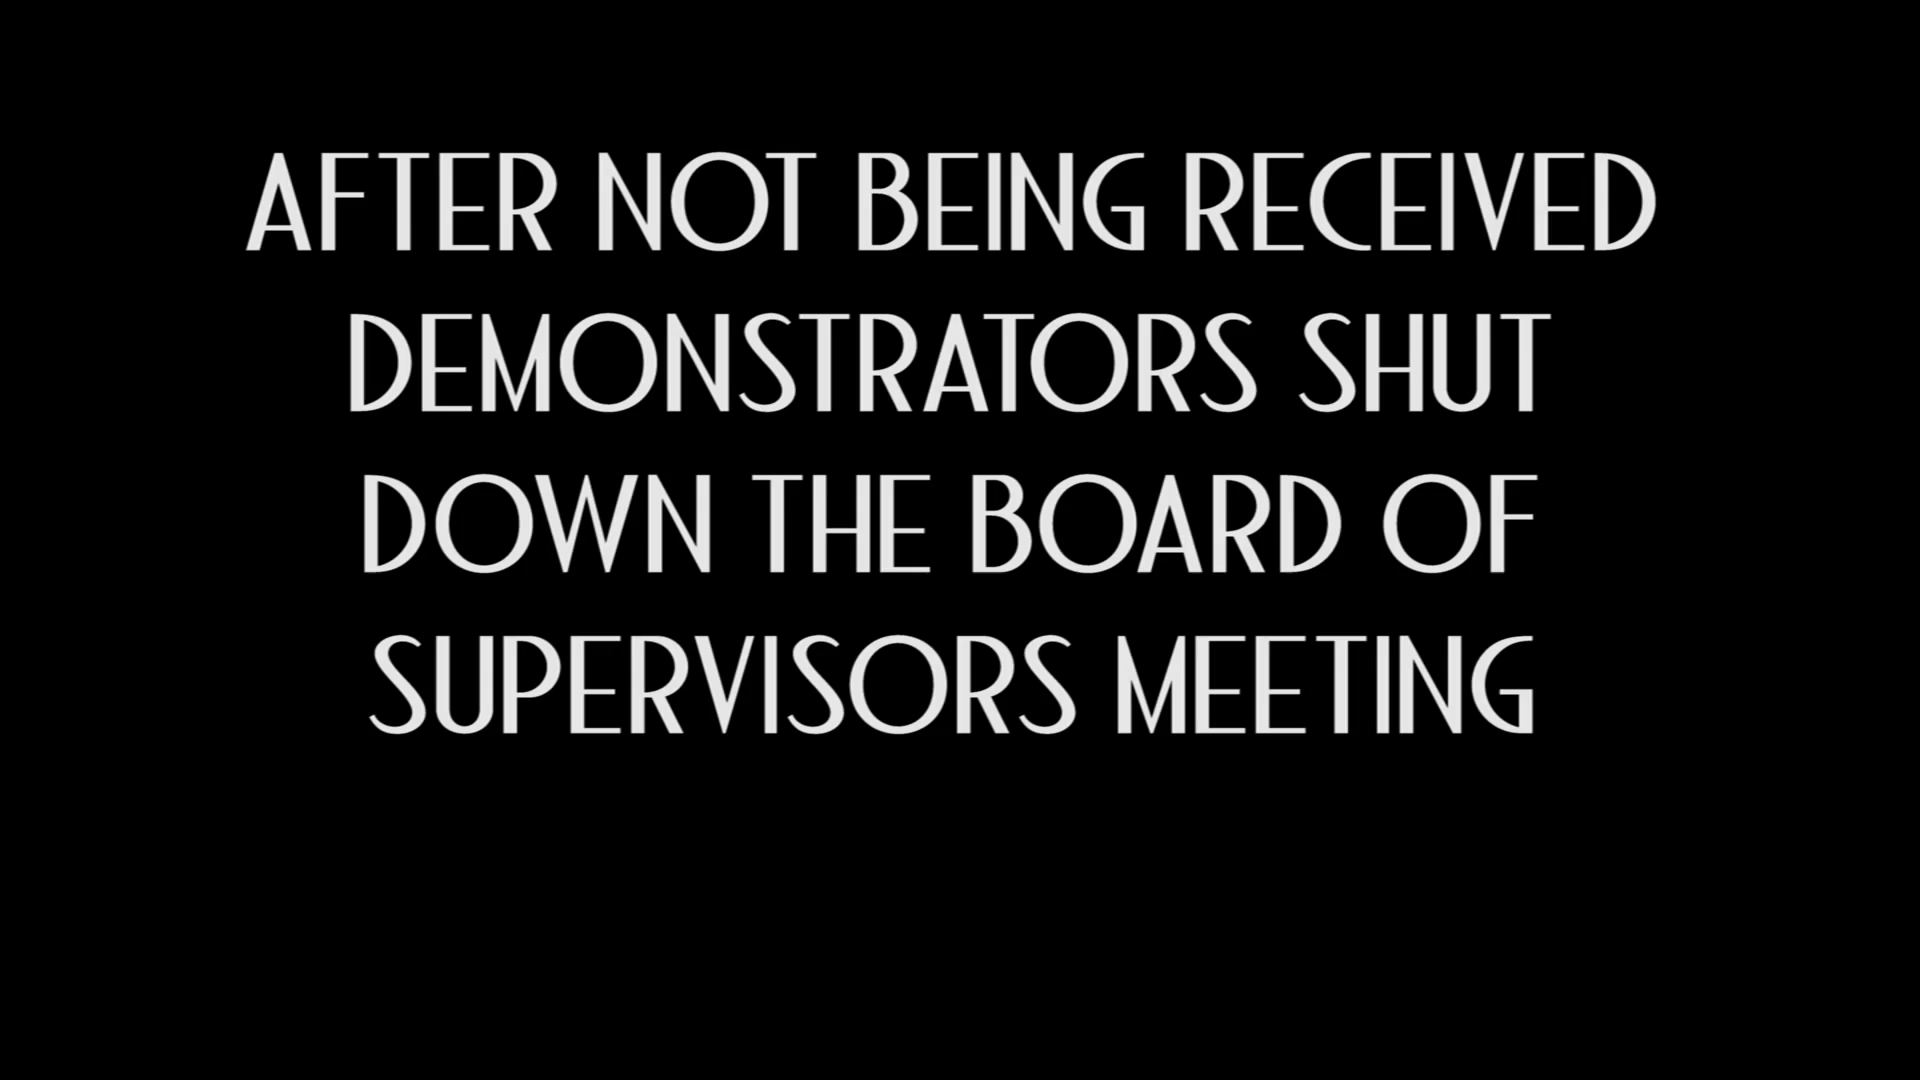 AFTER NOT BEING RECEIVED
DEMONSTRATORS SHUT
DOWN THE BOARD OF
SUPERVISORS MEETING